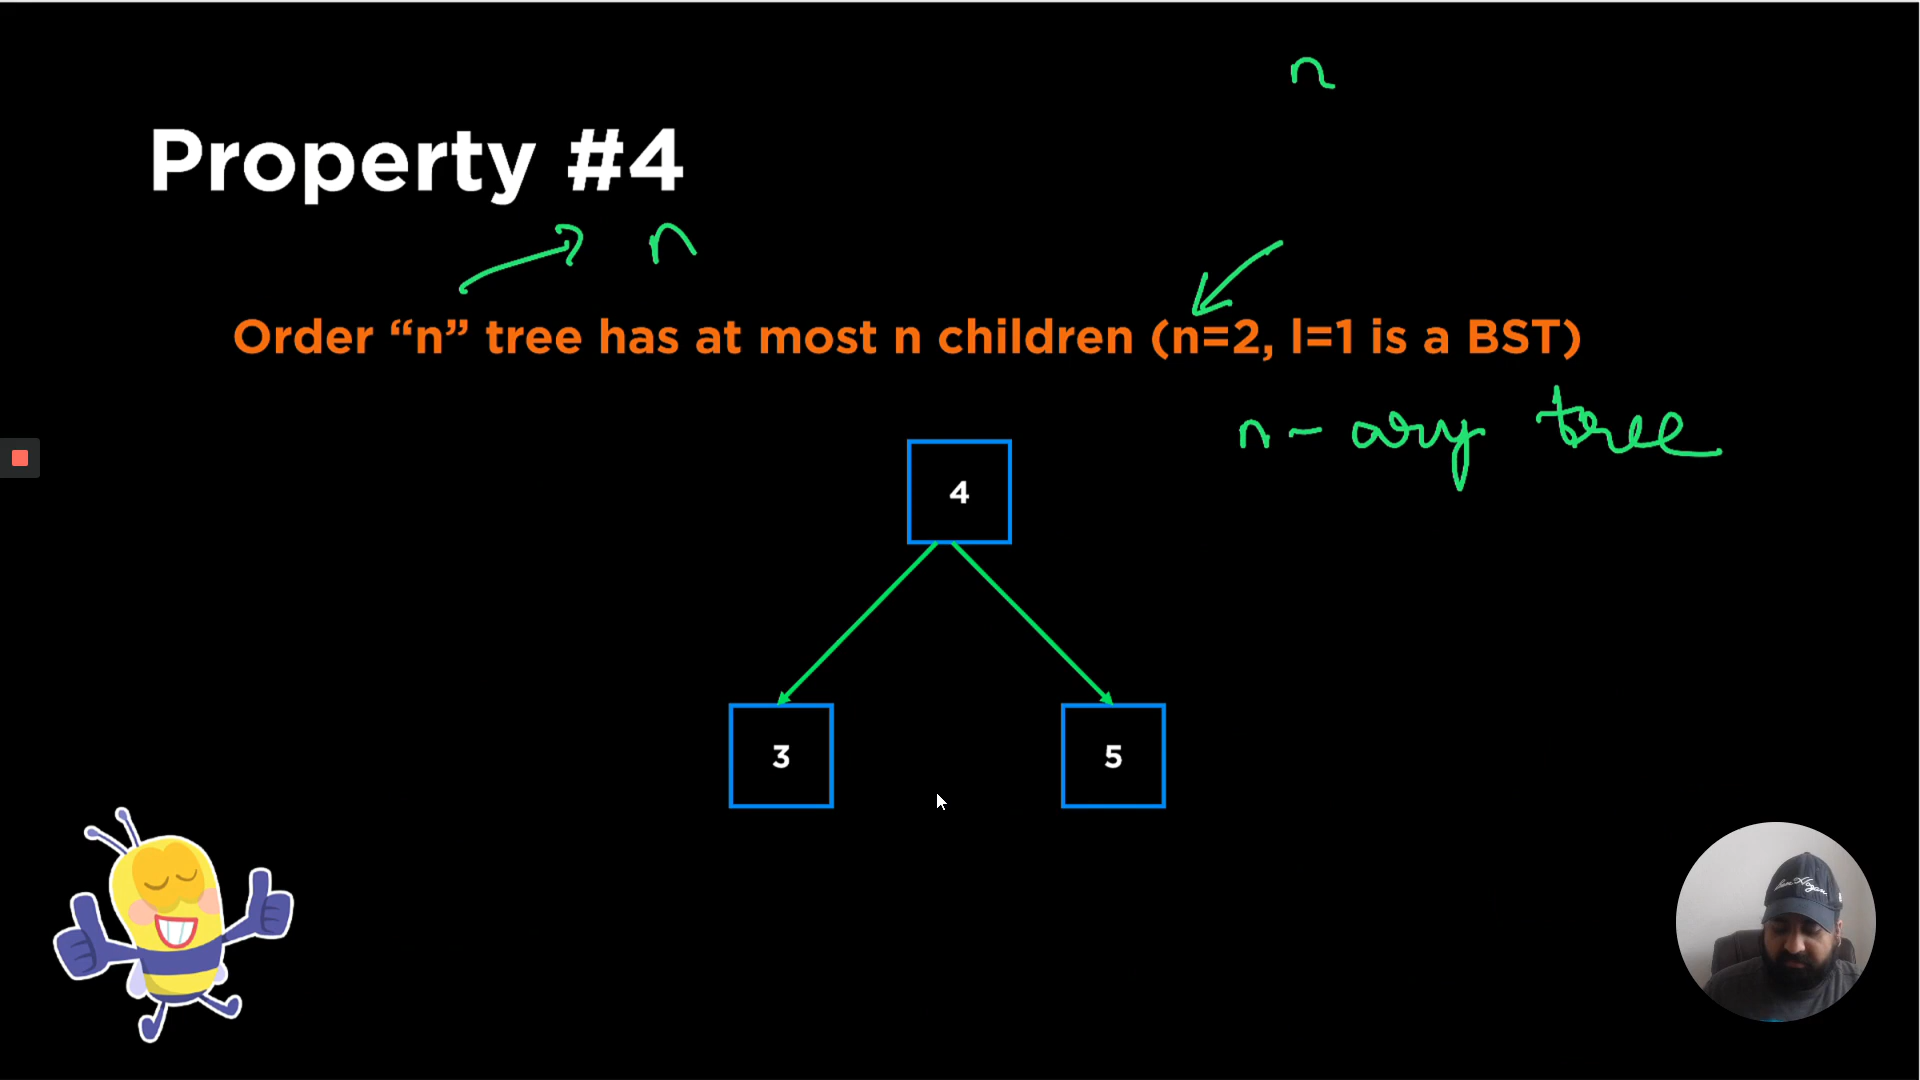 n
Property #4
n
Order “n” tree has at most n children (n=2, l=1 is a BST)
n-ary tree
4
3
5